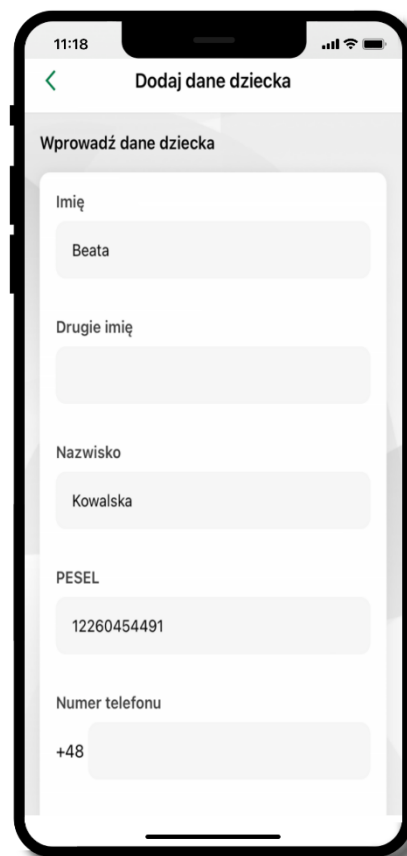 11:18
Dodaj dane dziecka
Wprowadź dane dziecka
Imię
Beata
Drugie imię
Nazwisko
Kowalska
PESEL
12260454491
Numer telefonu
+48